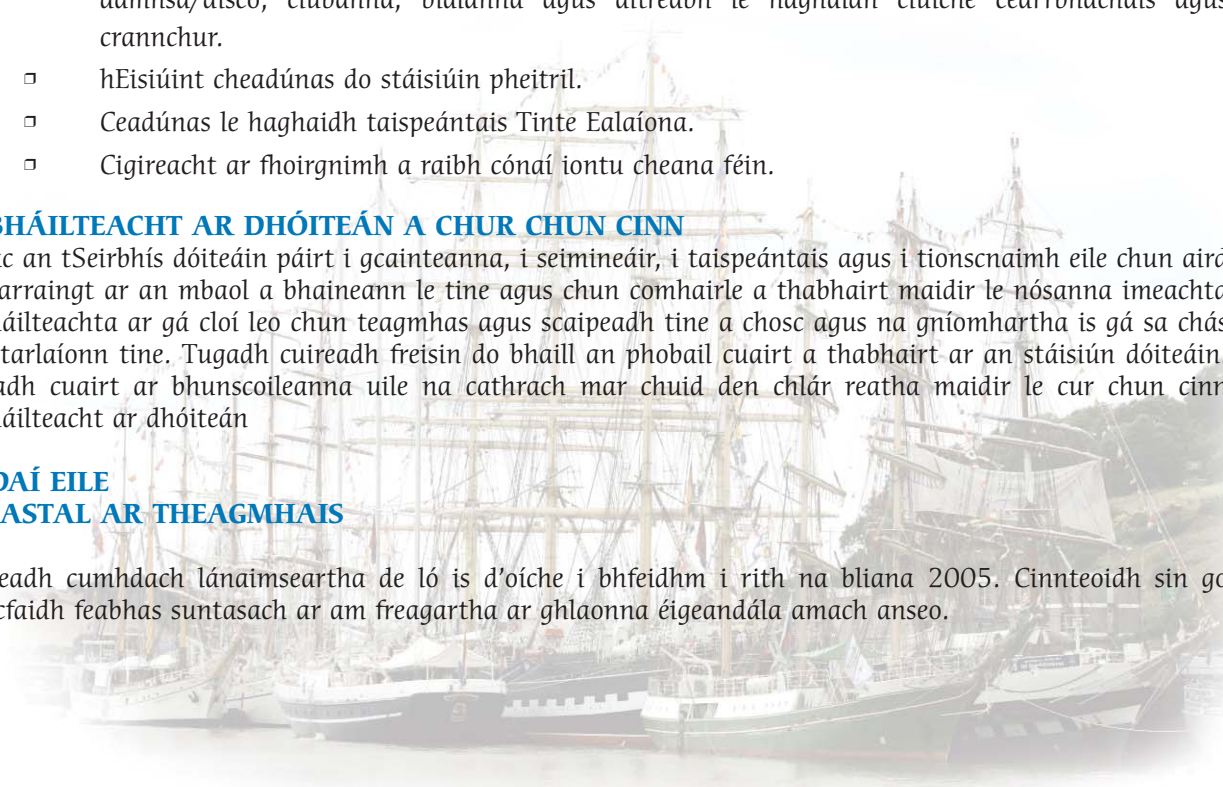 crannchur.
hEisiúint cheadúnas do stáisiúin pheitril.
Ceadúnas le haghaidh taispeántais Tinte Ealaíona.
Cigireacht ar fhoirgnimh a raibh cónaí iontu cheana féin.
BHÁILTEACHT AR DHÓITEÁN A CHUR CHUN CINN
c an tSeirbhís dóiteáin páirt i gcainteanna, i seimineáir, i taispeántais agus i tionscnaimh eile chun aird
arraingt ar an mbaol a bhaineann le tine agus chun comhairle a thabhairt maidir le nósanna imeachta
áilteachta ar gá cloí leo chun teagmhas agus scaipeadh tine a chosc agus na gníomhartha is gá sa chás
tarlaíonn tine. Tugadh cuireadh freisin do bhaill an phobail cuairt a thabhairt ar an stáisiún dóiteáin.
adh cuairt ar bhunscoileanna uile na cathrach mar chuid den chlár reatha maidir le cur chun cinn
áilteacht ar dhóiteán
DAÍ EILE
ASTAL AR THEAGMHAIS
eadh cumhdach lánaimseartha de ló is d'oíche i bhfeidhm i rith na bliana 2005. Cinnteoidh sin go
cfaidh feabhas suntasach ar am freagartha ar ghlaonna éigeandála amach anseo.